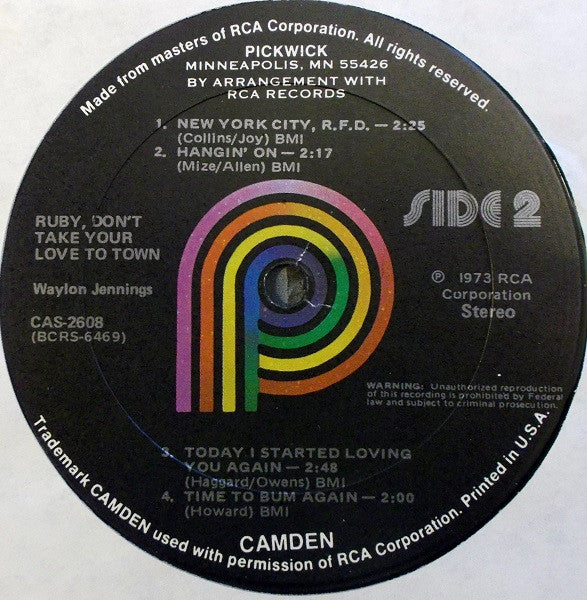 Made from masters of RCA Corporation. All rights reserved.
PICKWICK
MINNEAPOLIS, MN 55426
BY ARRANGEMENT WITH
RCA RECORDS
1. NEW YORK CITY, R.F.D. — 2:25
(Collins/Joy) BMI
2. HANGIN' ON — 2:17
(Mize/Allen) BMI
SIDE 2
RUBY, DON'T
TAKE YOUR
LOVE TO TOWN
Waylon Jennings
CAS-2608
(BCRS-6469)
℗ 1973 RCA
Corporation
Stereo
WARNING: Unauthorized reproduction
of this recording is prohibited by Federal
law and subject to criminal prosecution.
3. TODAY I STARTED LOVING
YOU AGAIN — 2:48
(Haggard/Owens) BMI
4. TIME TO BUM AGAIN — 2:00
(Howard) BMI
CAMDEN
Trademark CAMDEN used with permission of RCA Corporation. Printed in U.S.A.